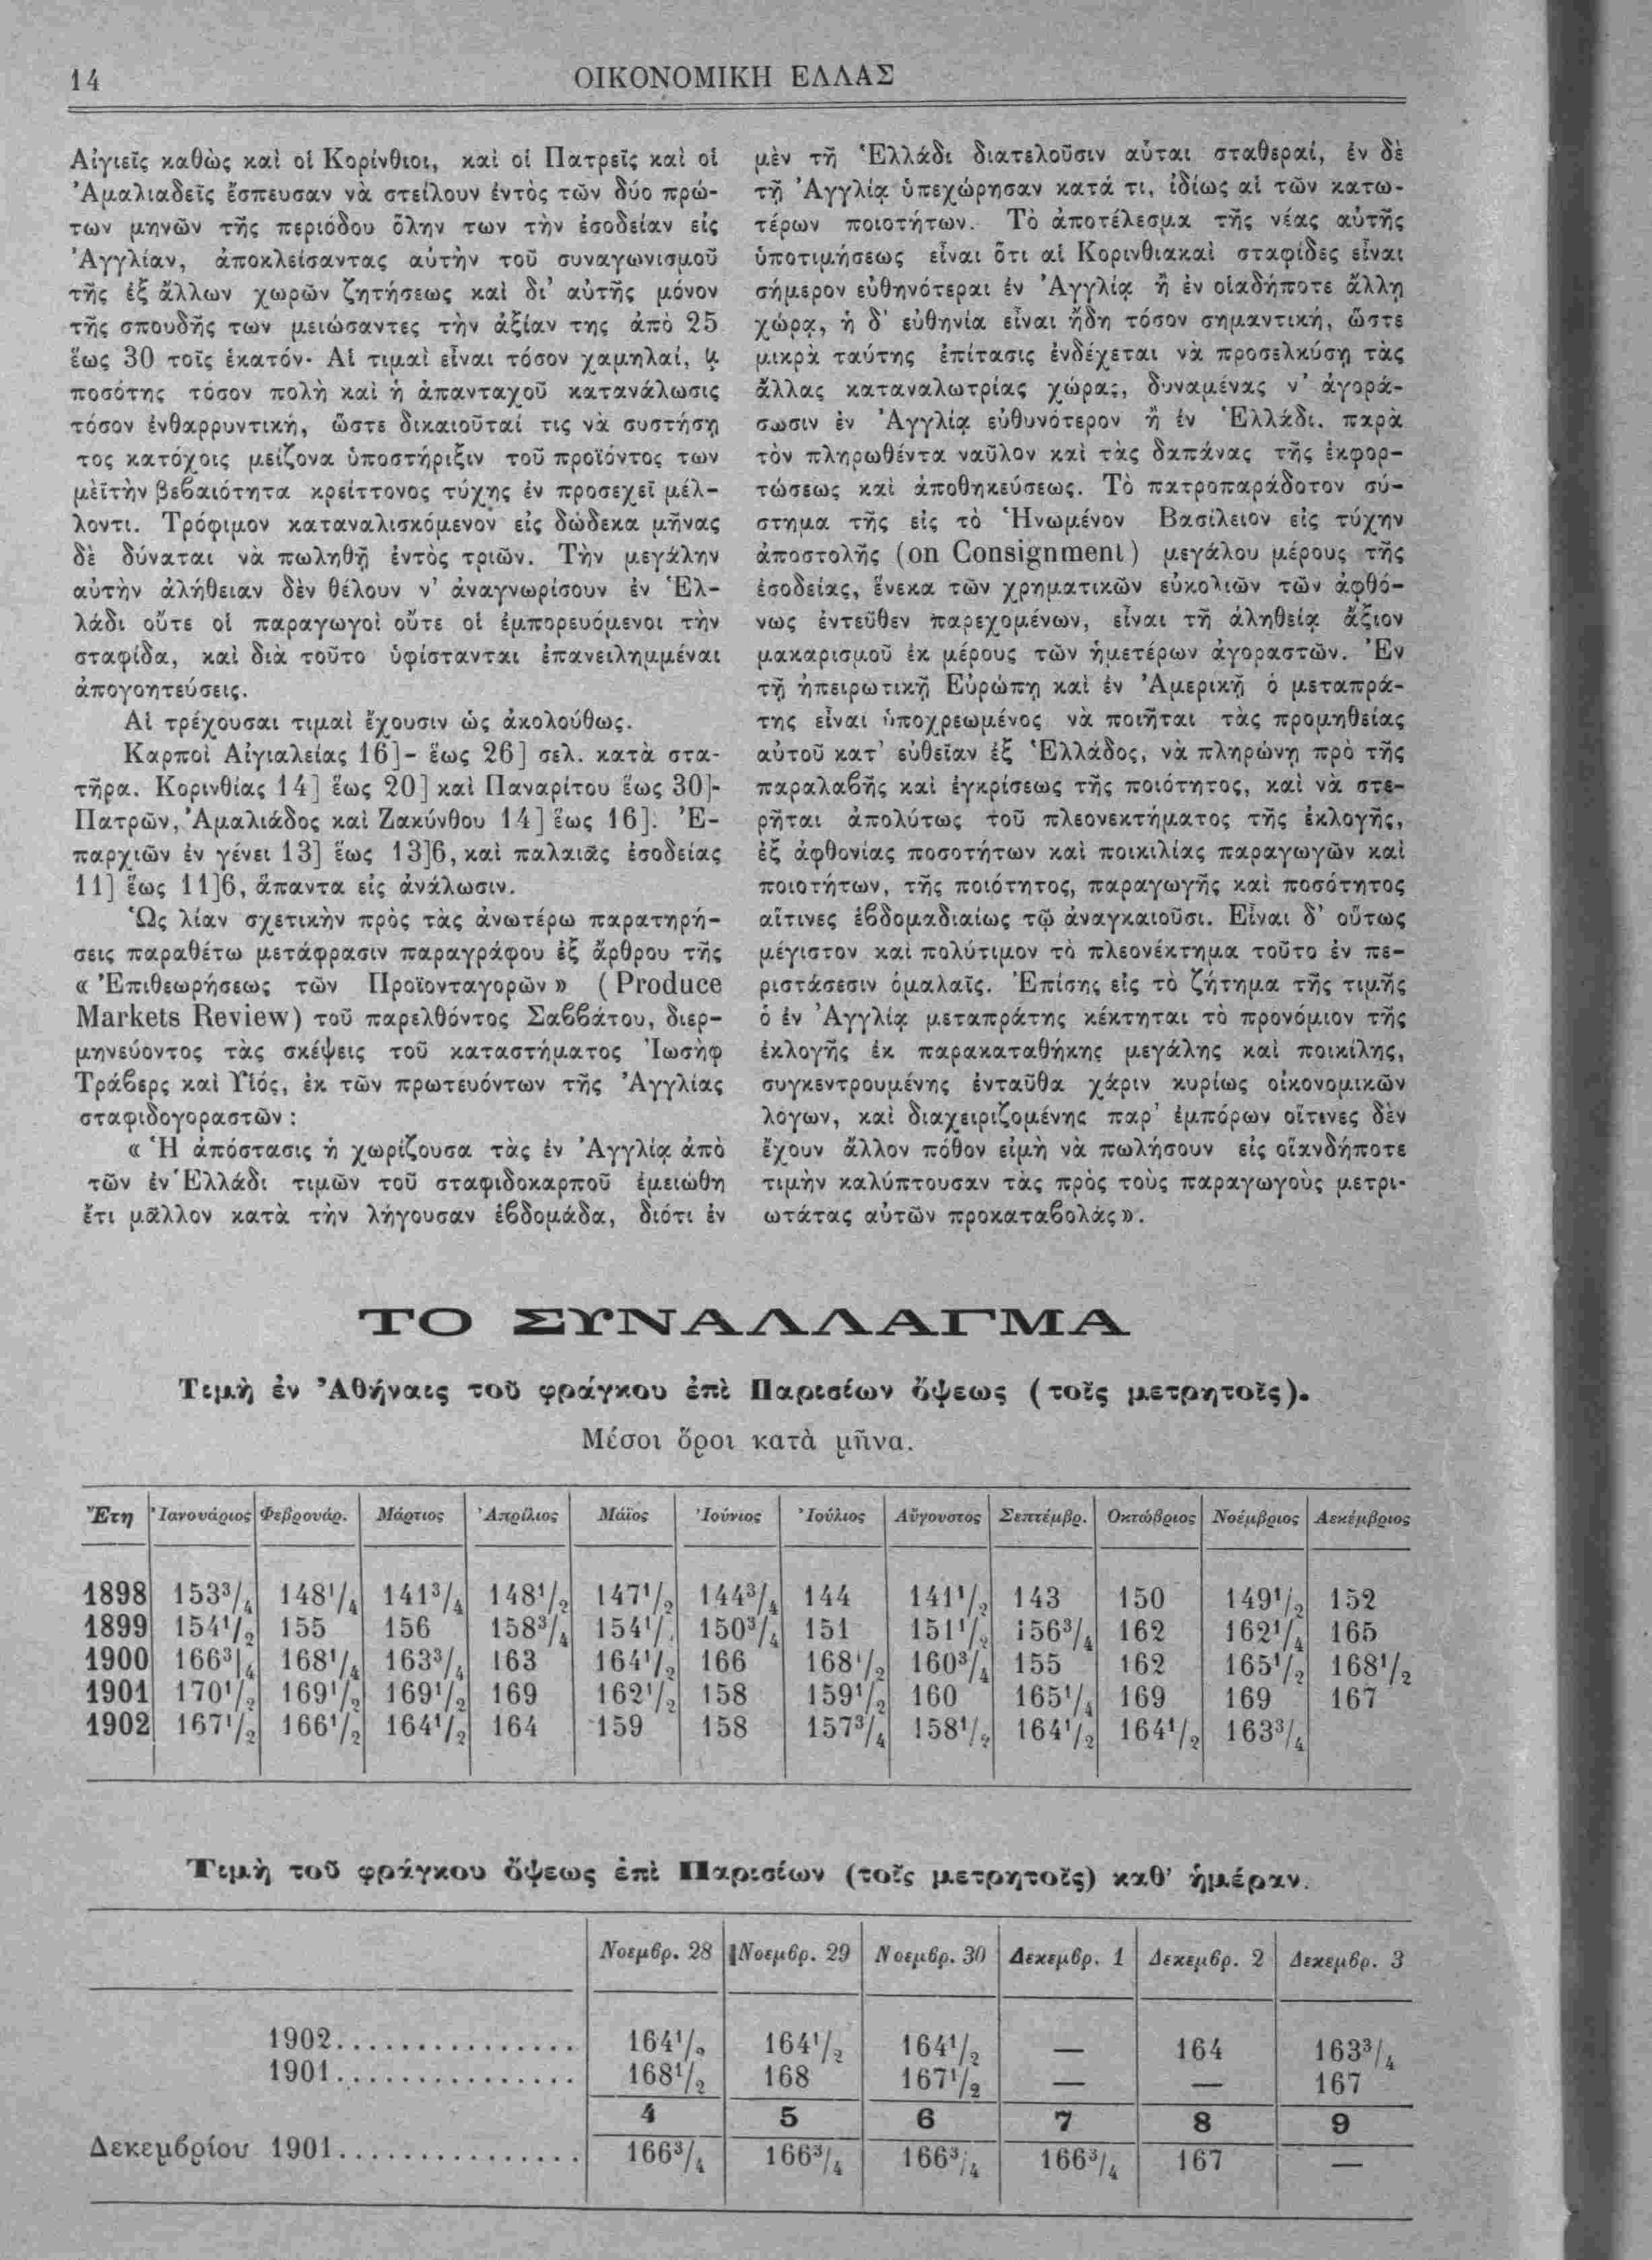 14
ΟΙΚΟΝΟΜΙΚΗ ΕΛΛΑΣ
Αἰγιεῖς καθὼς καὶ οἱ Κορίνθιοι, καὶ οἱ Πατρεῖς καὶ οἱ
Ἀμαλιαδεῖς ἔσπευσαν νὰ στείλουν ἐντὸς τῶν δύο πρώ-
των μηνῶν τῆς περιόδου ὅλην των τὴν ἐσοδείαν εἰς
Ἀγγλίαν, ἀποκλείσαντας αὐτὴν τοῦ συναγωνισμοῦ
τῆς ἐξ ἄλλων χωρῶν ζητήσεως καὶ δι' αὐτῆς μόνον
τῆς σπουδῆς των μειώσαντες τὴν ἀξίαν της ἀπὸ 25
ἕως 30 τοῖς ἑκατόν· Αἱ τιμαὶ εἶναι τόσον χαμηλαί, ἡ
ποσότης τόσον πολὴ καὶ ἡ ἀπανταχοῦ κατανάλωσις
τόσον ἐνθαρρυντική, ὥστε δικαιοῦταί τις νὰ συστήσῃ
τος κατόχοις μείζονα ὑποστήριξιν τοῦ προϊόντος των
μὲῖτὴν βεβαιότητα κρείττονος τύχης ἐν προσεχεῖ μέλ-
λοντι. Τρόφιμον καταναλισκόμενον εἰς δώδεκα μῆνας
δὲ δύναται νὰ πωληθῇ ἐντὸς τριῶν. Τὴν μεγάλην
αὐτὴν ἀλήθειαν δὲν θέλουν ν' ἀναγνωρίσουν ἐν Ἑλ-
λάδι οὔτε οἱ παραγωγοὶ οὔτε οἱ ἐμπορευόμενοι τὴν
σταφίδα, καὶ διὰ τοῦτο ὑφίστανται ἐπανειλημμέναι
ἀπογοητεύσεις.
Αἱ τρέχουσαι τιμαὶ ἔχουσιν ὡς ἀκολούθως.
Καρποὶ Αἰγιαλείας 16]- ἕως 26] σελ. κατὰ στα-
τῆρα. Κορινθίας 14] ἕως 20] καὶ Παναρίτου ἕως 30]-
Πατρῶν, Ἀμαλιάδος καὶ Ζακύνθου 14] ἕως 16]. Ἐ-
παρχιῶν ἐν γένει 13] ἕως 13]6, καὶ παλαιᾶς ἐσοδείας
11] ἕως 11]6, ἅπαντα εἰς ἀνάλωσιν.
Ὡς λίαν σχετικὴν πρὸς τὰς ἀνωτέρω παρατηρή-
σεις παραθέτω μετάφρασιν παραγράφου ἐξ ἄρθρου τῆς
« Ἐπιθεωρήσεως τῶν Προϊονταγορῶν » (Produce
Markets Review) τοῦ παρελθόντος Σαββάτου, διερ-
μηνεύοντος τὰς σκέψεις τοῦ καταστήματος Ἰωσὴφ
Τράβερς καὶ Υἱός, ἐκ τῶν πρωτευόντων τῆς Ἀγγλίας
σταφιδογοραστῶν :
« Ἡ ἀπόστασις ἡ χωρίζουσα τὰς ἐν Ἀγγλίᾳ ἀπὸ
τῶν ἐν Ἑλλάδι τιμῶν τοῦ σταφιδοκαρποῦ ἐμειώθη
ἔτι μᾶλλον κατὰ τὴν λήγουσαν ἑβδομάδα, διότι ἐν
μὲν τῇ Ἑλλάδι διατελοῦσιν αὗται σταθεραί, ἐν δὲ
τῇ Ἀγγλίᾳ ὑπεχώρησαν κατά τι, ἰδίως αἱ τῶν κατω-
τέρων ποιοτήτων. Τὸ ἀποτέλεσμα τῆς νέας αὐτῆς
ὑποτιμήσεως εἶναι ὅτι αἱ Κορινθιακαὶ σταφίδες εἶναι
σήμερον εὐθηνότεραι ἐν Ἀγγλίᾳ ἢ ἐν οἱαδήποτε ἄλλῃ
χώρᾳ, ἡ δ' εὐθηνία εἶναι ἤδη τόσον σημαντική, ὥστε
μικρὰ ταύτης ἐπίτασις ἐνδέχεται νὰ προσελκύσῃ τὰς
ἄλλας καταναλωτρίας χώρας, δυναμένας ν' ἀγορά-
σωσιν ἐν Ἀγγλίᾳ εὐθυνότερον ἢ ἐν Ἑλλάδι. παρὰ
τὸν πληρωθέντα ναῦλον καὶ τὰς δαπάνας τῆς ἐκφορ-
τώσεως καὶ ἀποθηκεύσεως. Τὸ πατροπαράδοτον σύ-
στημα τῆς εἰς τὸ Ἡνωμένον Βασίλειον εἰς τύχην
ἀποστολῆς (on Consignment) μεγάλου μέρους τῆς
ἐσοδείας, ἕνεκα τῶν χρηματικῶν εὐκολιῶν τῶν ἀφθό-
νως ἐντεῦθεν παρεχομένων, εἶναι τῇ ἀληθείᾳ ἄξιον
μακαρισμοῦ ἐκ μέρους τῶν ἡμετέρων ἀγοραστῶν. Ἐν
τῇ ἠπειρωτικῇ Εὐρώπῃ καὶ ἐν Ἀμερικῇ ὁ μεταπρά-
της εἶναι ὑποχρεωμένος νὰ ποιῆται τὰς προμηθείας
αὐτοῦ κατ' εὐθεῖαν ἐξ Ἑλλάδος, νὰ πληρώνῃ πρὸ τῆς
παραλαβῆς καὶ ἐγκρίσεως τῆς ποιότητος, καὶ νὰ στε-
ρῆται ἀπολύτως τοῦ πλεονεκτήματος τῆς ἐκλογῆς,
ἐξ ἀφθονίας ποσοτήτων καὶ ποικιλίας παραγωγῶν καὶ
ποιοτήτων, τῆς ποιότητος, παραγωγῆς καὶ ποσότητος
αἵτινες ἑβδομαδιαίως τῷ ἀναγκαιοῦσι. Εἶναι δ' οὕτως
μέγιστον καὶ πολύτιμον τὸ πλεονέκτημα τοῦτο ἐν πε-
ριστάσεσιν ὁμαλαῖς. Ἐπίσης εἰς τὸ ζήτημα τῆς τιμῆς
ὁ ἐν Ἀγγλίᾳ μεταπράτης κέκτηται τὸ προνόμιον τῆς
ἐκλογῆς ἐκ παρακαταθήκης μεγάλης καὶ ποικίλης,
συγκεντρουμένης ἐνταῦθα χάριν κυρίως οἰκονομικῶν
λόγων, καὶ διαχειριζομένης παρ' ἐμπόρων οἵτινες δὲν
ἔχουν ἄλλον πόθον εἰμὴ νὰ πωλήσουν εἰς οἵανδήποτε
τιμὴν καλύπτουσαν τὰς πρὸς τοὺς παραγωγοὺς μετρι-
ωτάτας αὐτῶν προκαταβολάς».
ΤΟ ΣΥΝΑΛΛΑΓΜΑ
Τιμὴ ἐν Ἀθήναις τοῦ φράγκου ἐπὶ Παρισίων ὄψεως (τοῖς μετρητοῖς).
Μέσοι ὅροι κατὰ μῆνα.
Ἔτη Ἰανουάριος Φεβρουάρ. Μάρτιος Ἀπρίλιος Μάϊος Ἰούνιος Ἰούλιος Αὔγουστος Σεπτέμβρ. Οκτώβριος Νοέμβριος Δεκέμβριος
1898 153³/₄ 148¹/₄ 141³/₄ 148¹/₂ 147¹/₂ 144³/₄ 144 141¹/₂ 143 150 149¹/₂ 152
1899 154¹/₂ 155 156 158³/₄ 154¹/. 150³/₄ 151 151¹/₂ 156³/₄ 162 162¹/₄ 165
1900 166³|₄ 168¹/₄ 163³/₄ 163 164¹/₂ 166 168¹/₂ 160³/₄ 155 162 165¹/₂ 168¹/₂
1901 170¹/₂ 169¹/₂ 169¹/₂ 169 162¹/₂ 158 159¹/₂ 160 165¹/₄ 169 169 167
1902 167¹/₂ 166¹/₂ 164¹/₂ 164 159 158 157³/₄ 158¹/₂ 164¹/₂ 164¹/₂ 163³/₄
Τιμὴ τοῦ φράγκου ὄψεως ἐπὶ Παρισίων (τοῖς μετρητοῖς) καθ' ἡμέραν.
Νοεμβρ. 28 Νοεμβρ. 29 Νοεμβρ. 30 Δεκεμβρ. 1 Δεκεμβρ. 2 Δεκεμβρ. 3
1902............... 164¹/₂ 164¹/₂ 164¹/₂ — 164 163³/₄
1901............... 168¹/₂ 168 167¹/₂ — — 167
4 5 6 7 8 9
Δεκεμβρίου 1901............... 166³/₄ 166³/₄ 166³/₄ 166³/₄ 167 —